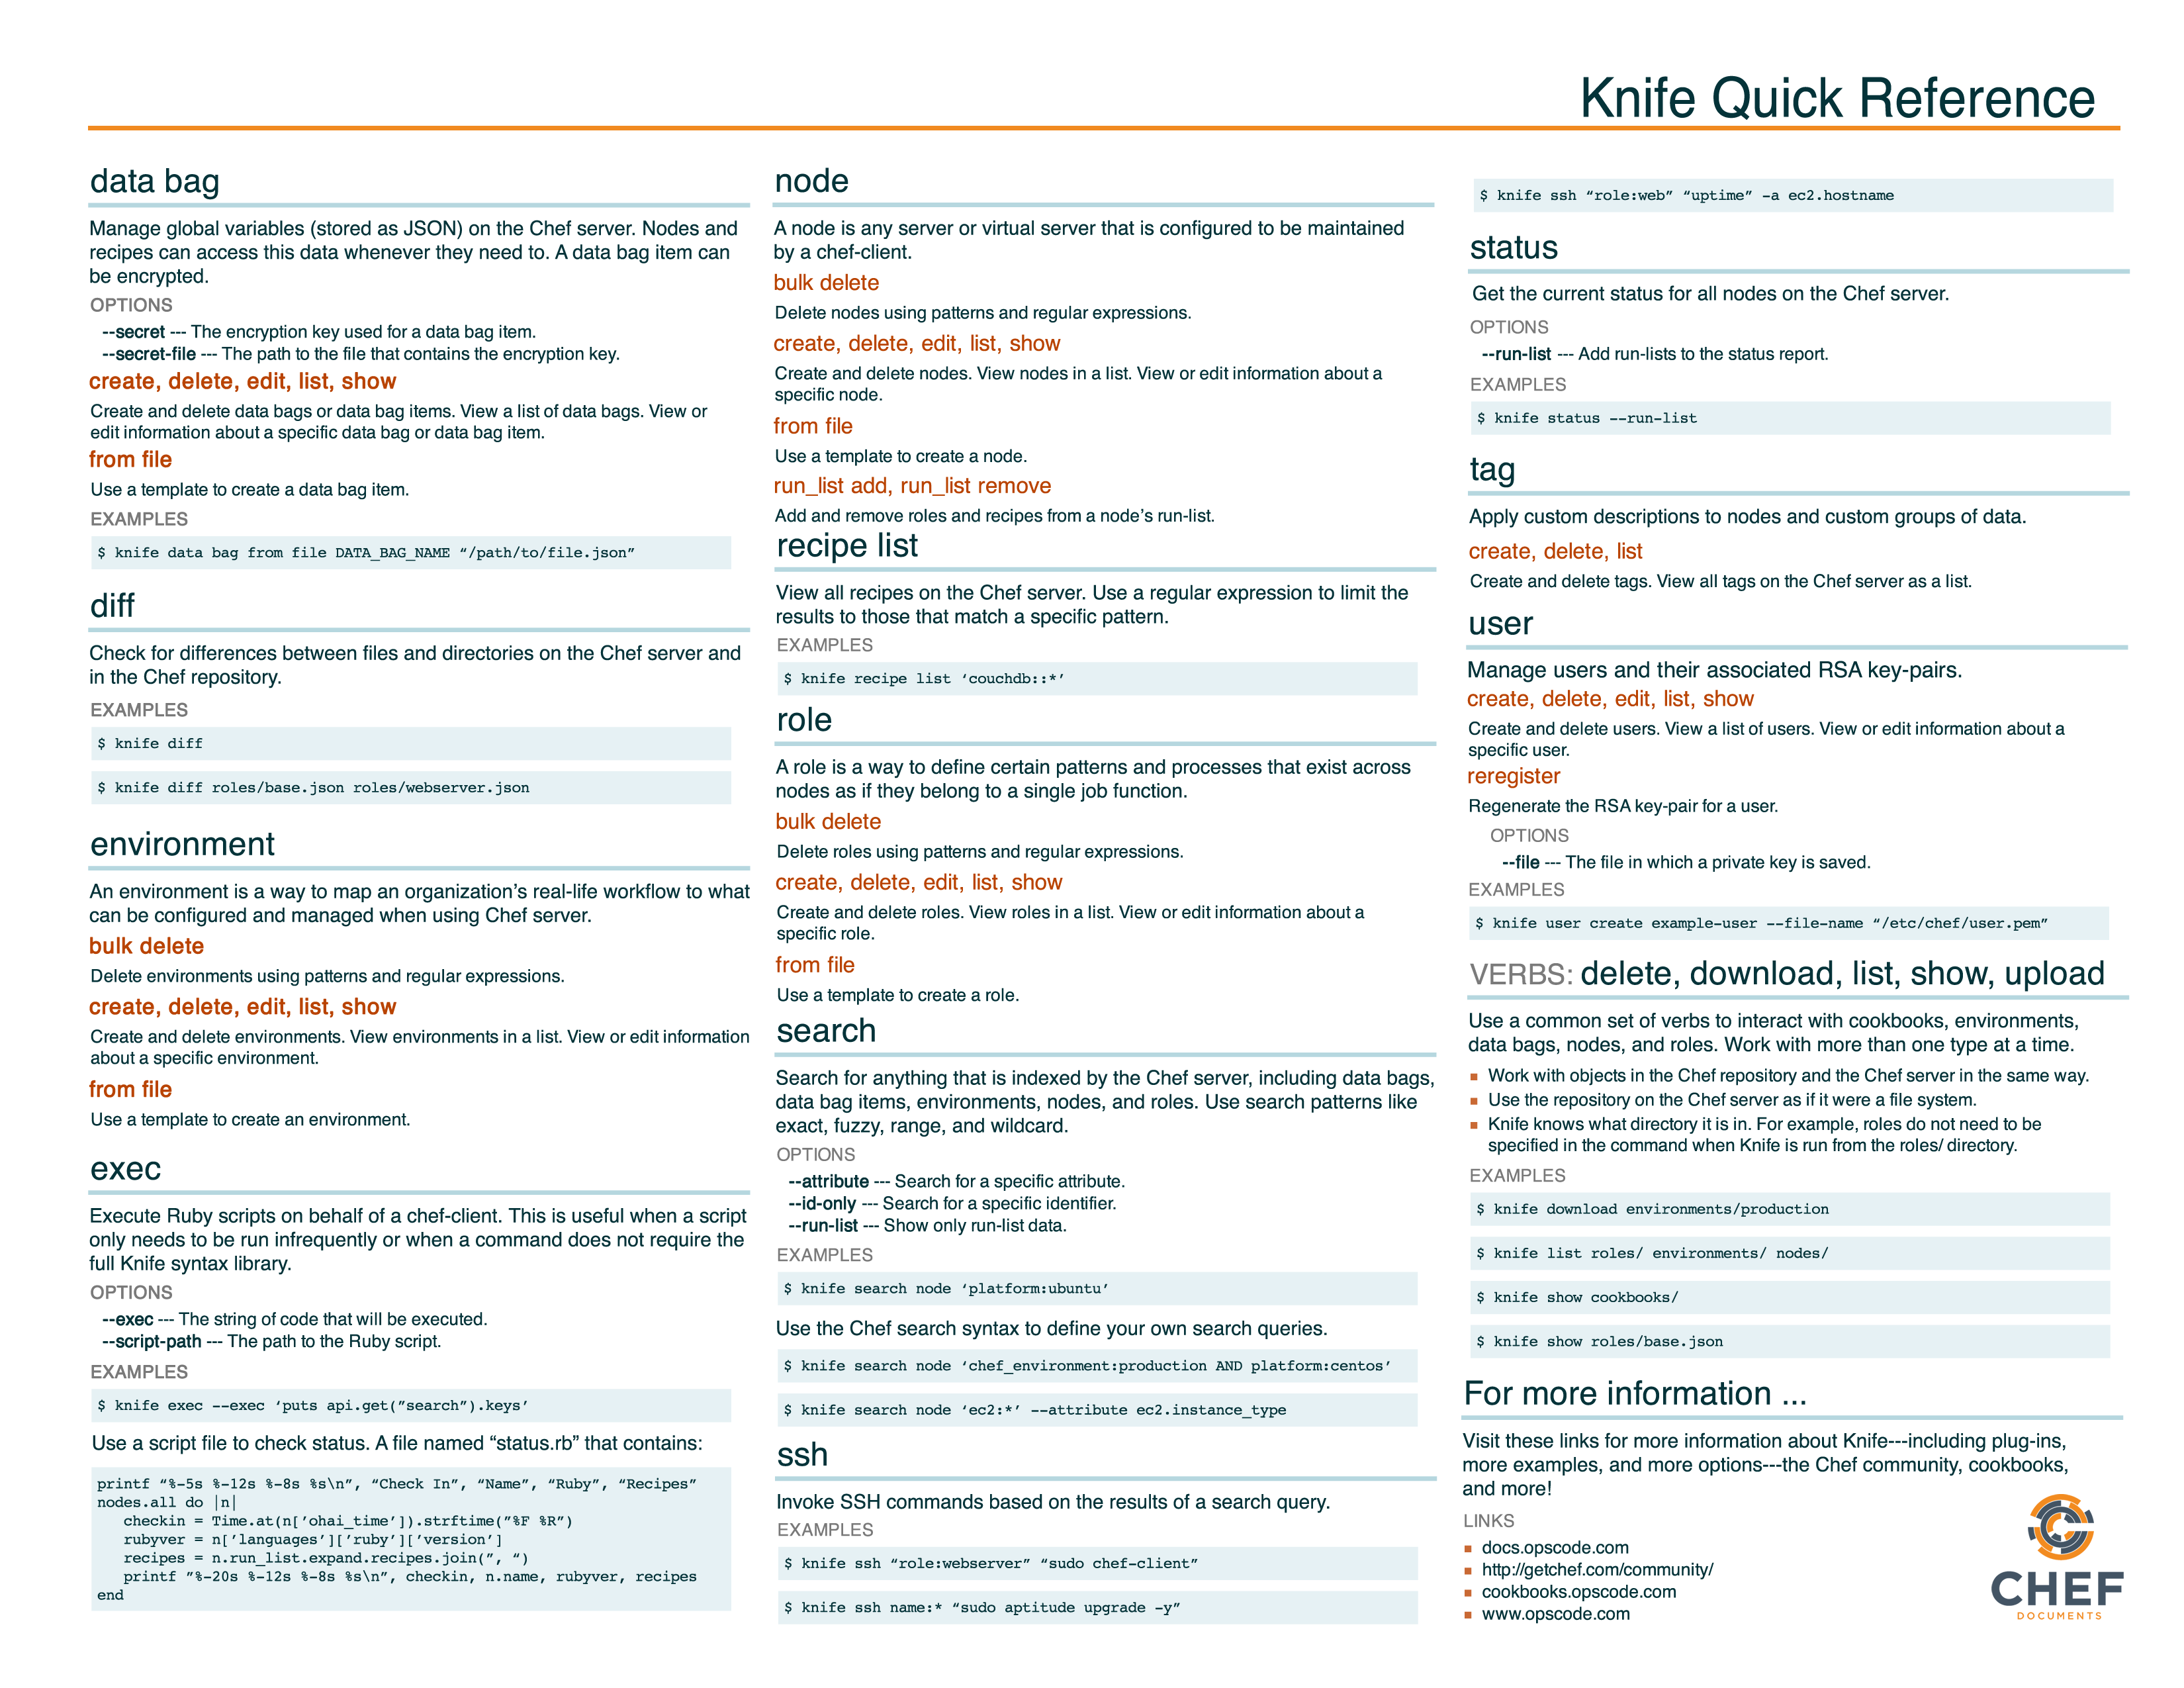 Knife Quick Reference
data bag
Manage global variables (stored as JSON) on the Chef server. Nodes and
recipes can access this data whenever they need to. A data bag item can
be encrypted.
OPTIONS
--secret --- The encryption key used for a data bag item.
--secret-file --- The path to the file that contains the encryption key.
create, delete, edit, list, show
Create and delete data bags or data bag items. View a list of data bags. View or
edit information about a specific data bag or data bag item.
from file
Use a template to create a data bag item.
EXAMPLES
$ knife data bag from file DATA_BAG_NAME “/path/to/file.json”
diff
Check for differences between files and directories on the Chef server and
in the Chef repository.
EXAMPLES
$ knife diff
$ knife diff roles/base.json roles/webserver.json
environment
An environment is a way to map an organization’s real-life workflow to what
can be configured and managed when using Chef server.
bulk delete
Delete environments using patterns and regular expressions.
create, delete, edit, list, show
Create and delete environments. View environments in a list. View or edit information
about a specific environment.
from file
Use a template to create an environment.
exec
Execute Ruby scripts on behalf of a chef-client. This is useful when a script
only needs to be run infrequently or when a command does not require the
full Knife syntax library.
OPTIONS
--exec --- The string of code that will be executed.
--script-path --- The path to the Ruby script.
EXAMPLES
$ knife exec --exec ‘puts api.get(”search”).keys’
Use a script file to check status. A file named “status.rb” that contains:
printf “%-5s %-12s %-8s %s\n”, “Check In”, “Name”, “Ruby”, “Recipes”
nodes.all do |n|
checkin = Time.at(n[’ohai_time’]).strftime(”%F %R”)
rubyver = n[’languages’][’ruby’][’version’]
recipes = n.run_list.expand.recipes.join(”, “)
printf ”%-20s %-12s %-8s %s\n”, checkin, n.name, rubyver, recipes
end
node
A node is any server or virtual server that is configured to be maintained
by a chef-client.
bulk delete
Delete nodes using patterns and regular expressions.
create, delete, edit, list, show
Create and delete nodes. View nodes in a list. View or edit information about a
specific node.
from file
Use a template to create a node.
run_list add, run_list remove
Add and remove roles and recipes from a node’s run-list.
recipe list
View all recipes on the Chef server. Use a regular expression to limit the
results to those that match a specific pattern.
EXAMPLES
$ knife recipe list ‘couchdb::*’
role
A role is a way to define certain patterns and processes that exist across
nodes as if they belong to a single job function.
bulk delete
Delete roles using patterns and regular expressions.
create, delete, edit, list, show
Create and delete roles. View roles in a list. View or edit information about a
specific role.
from file
Use a template to create a role.
search
Search for anything that is indexed by the Chef server, including data bags,
data bag items, environments, nodes, and roles. Use search patterns like
exact, fuzzy, range, and wildcard.
OPTIONS
--attribute --- Search for a specific attribute.
--id-only --- Search for a specific identifier.
--run-list --- Show only run-list data.
EXAMPLES
$ knife search node ‘platform:ubuntu’
Use the Chef search syntax to define your own search queries.
$ knife search node ‘chef_environment:production AND platform:centos’
$ knife search node ‘ec2:*’ --attribute ec2.instance_type
ssh
Invoke SSH commands based on the results of a search query.
EXAMPLES
$ knife ssh “role:webserver” “sudo chef-client”
$ knife ssh name:* “sudo aptitude upgrade -y”
$ knife ssh “role:web” “uptime” -a ec2.hostname
status
Get the current status for all nodes on the Chef server.
OPTIONS
--run-list --- Add run-lists to the status report.
EXAMPLES
$ knife status --run-list
tag
Apply custom descriptions to nodes and custom groups of data.
create, delete, list
Create and delete tags. View all tags on the Chef server as a list.
user
Manage users and their associated RSA key-pairs.
create, delete, edit, list, show
Create and delete users. View a list of users. View or edit information about a
specific user.
reregister
Regenerate the RSA key-pair for a user.
OPTIONS
--file --- The file in which a private key is saved.
EXAMPLES
$ knife user create example-user --file-name “/etc/chef/user.pem”
VERBS: delete, download, list, show, upload
Use a common set of verbs to interact with cookbooks, environments,
data bags, nodes, and roles. Work with more than one type at a time.
▪ Work with objects in the Chef repository and the Chef server in the same way.
▪ Use the repository on the Chef server as if it were a file system.
▪ Knife knows what directory it is in. For example, roles do not need to be
specified in the command when Knife is run from the roles/ directory.
EXAMPLES
$ knife download environments/production
$ knife list roles/ environments/ nodes/
$ knife show cookbooks/
$ knife show roles/base.json
For more information ...
Visit these links for more information about Knife---including plug-ins,
more examples, and more options---the Chef community, cookbooks,
and more!
LINKS
▪ docs.opscode.com
▪ http://getchef.com/community/
▪ cookbooks.opscode.com
▪ www.opscode.com
CHEF
DOCUMENTS